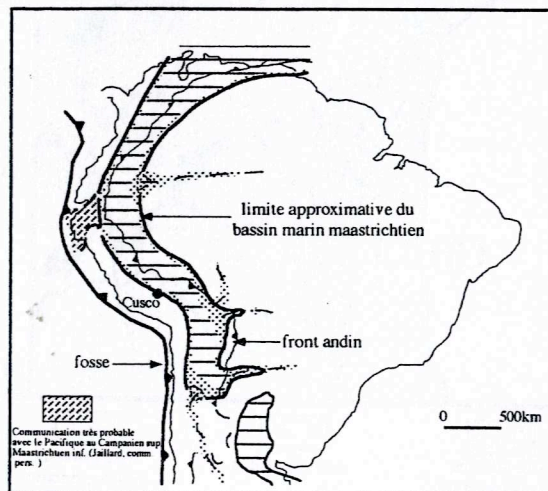 limite approximative du
bassin marin maastrichtien
Cusco
front andin
fosse
0 500km
Communication très probable
avec le Pacifique au Campanien sup.
Maastrichtien inf. (Jaillard, comm.
pers. )